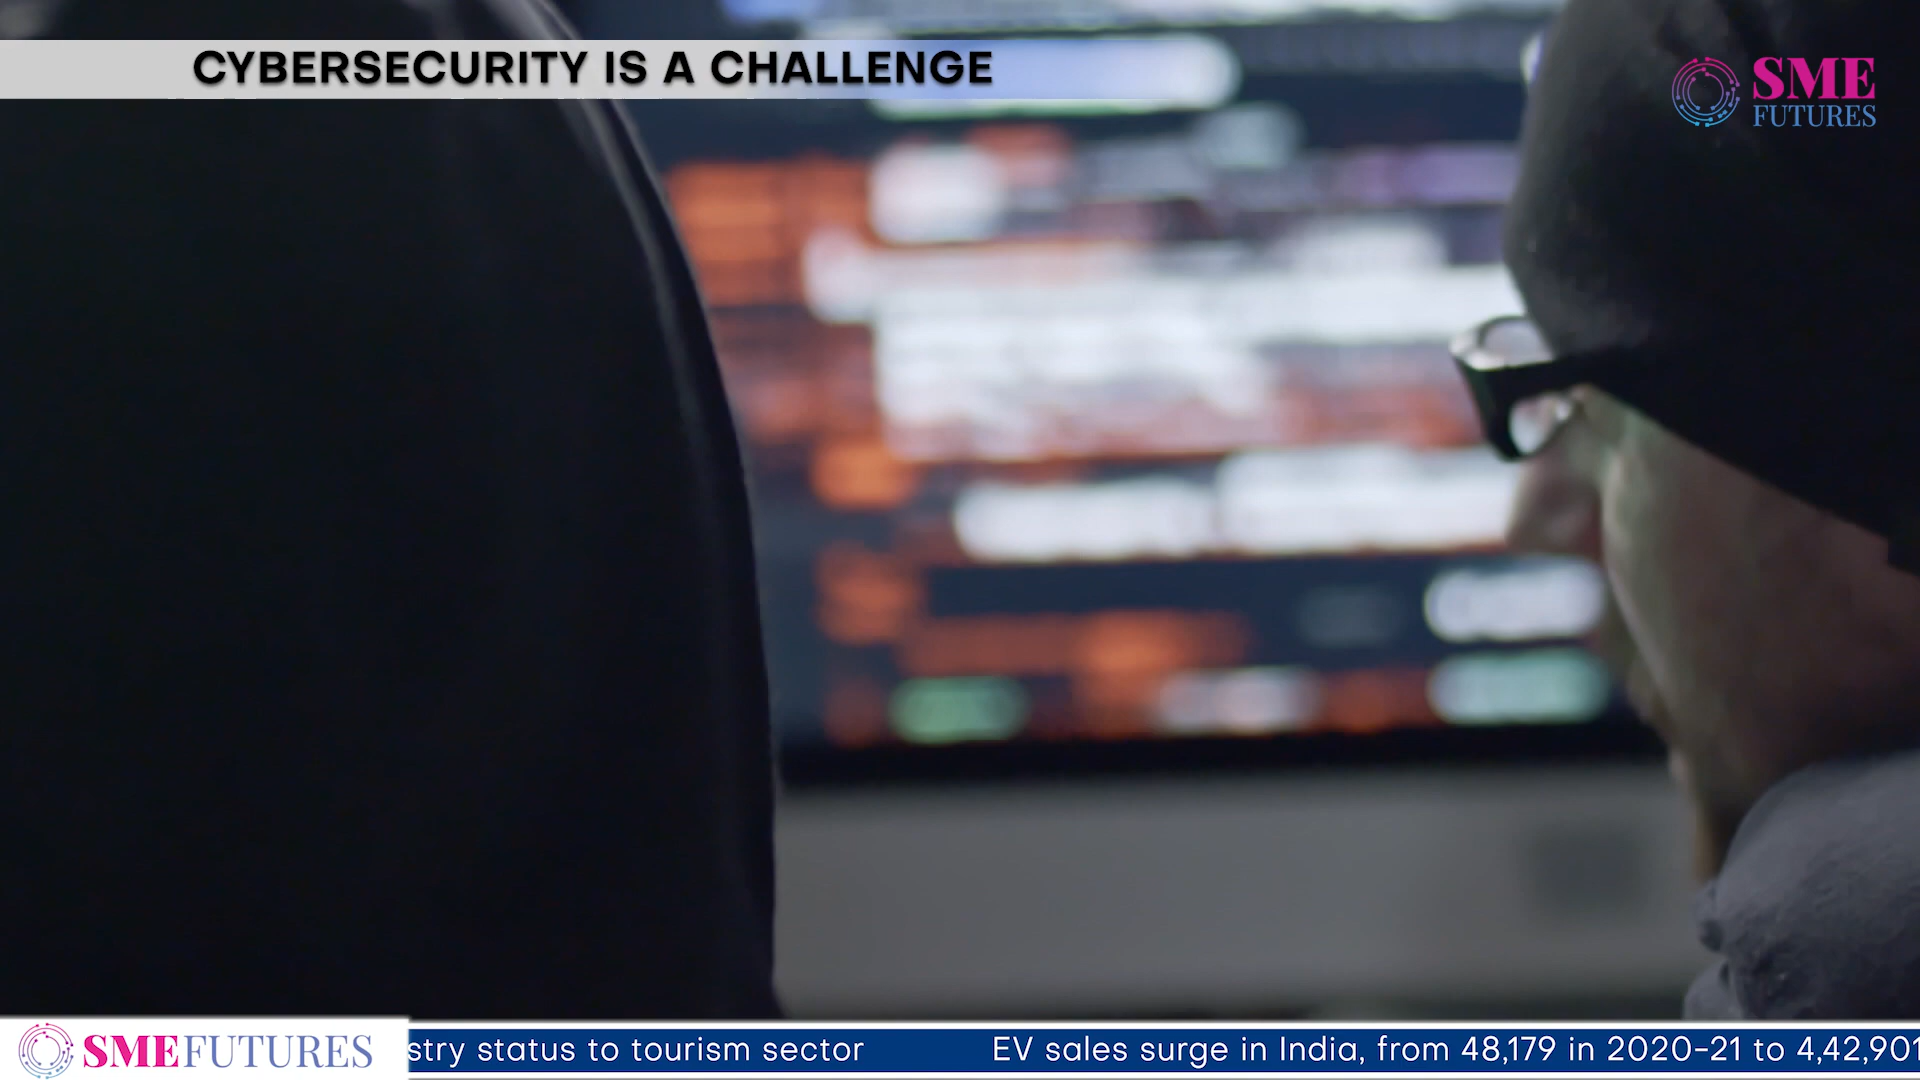 CYBERSECURITY IS A CHALLENGE
SME
FUTURES
SMEFUTURES
stry status to tourism sector
EV sales surge in India, from 48,179 in 2020-21 to 4,42,901